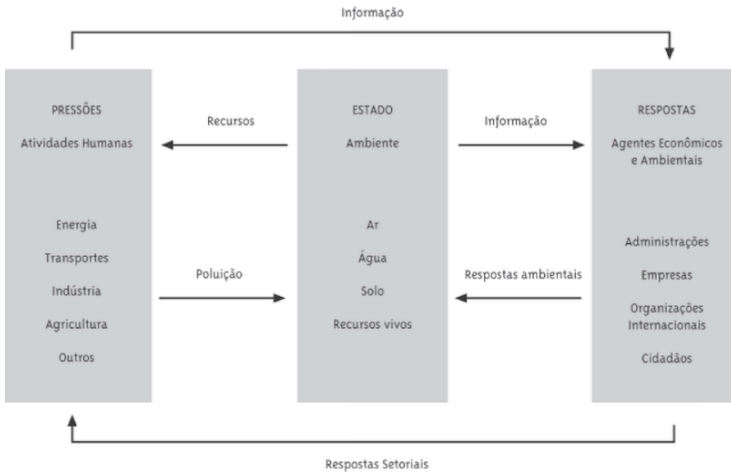 Informação
PRESSÕES
Atividades Humanas
Energia
Transportes
Indústria
Agricultura
Outros
Recursos
Poluição
ESTADO
Ambiente
Ar
Água
Solo
Recursos vivos
Informação
Respostas ambientais
RESPOSTAS
Agentes Econômicos
e Ambientais
Administrações
Empresas
Organizações
Internacionais
Cidadãos
Respostas Setoriais